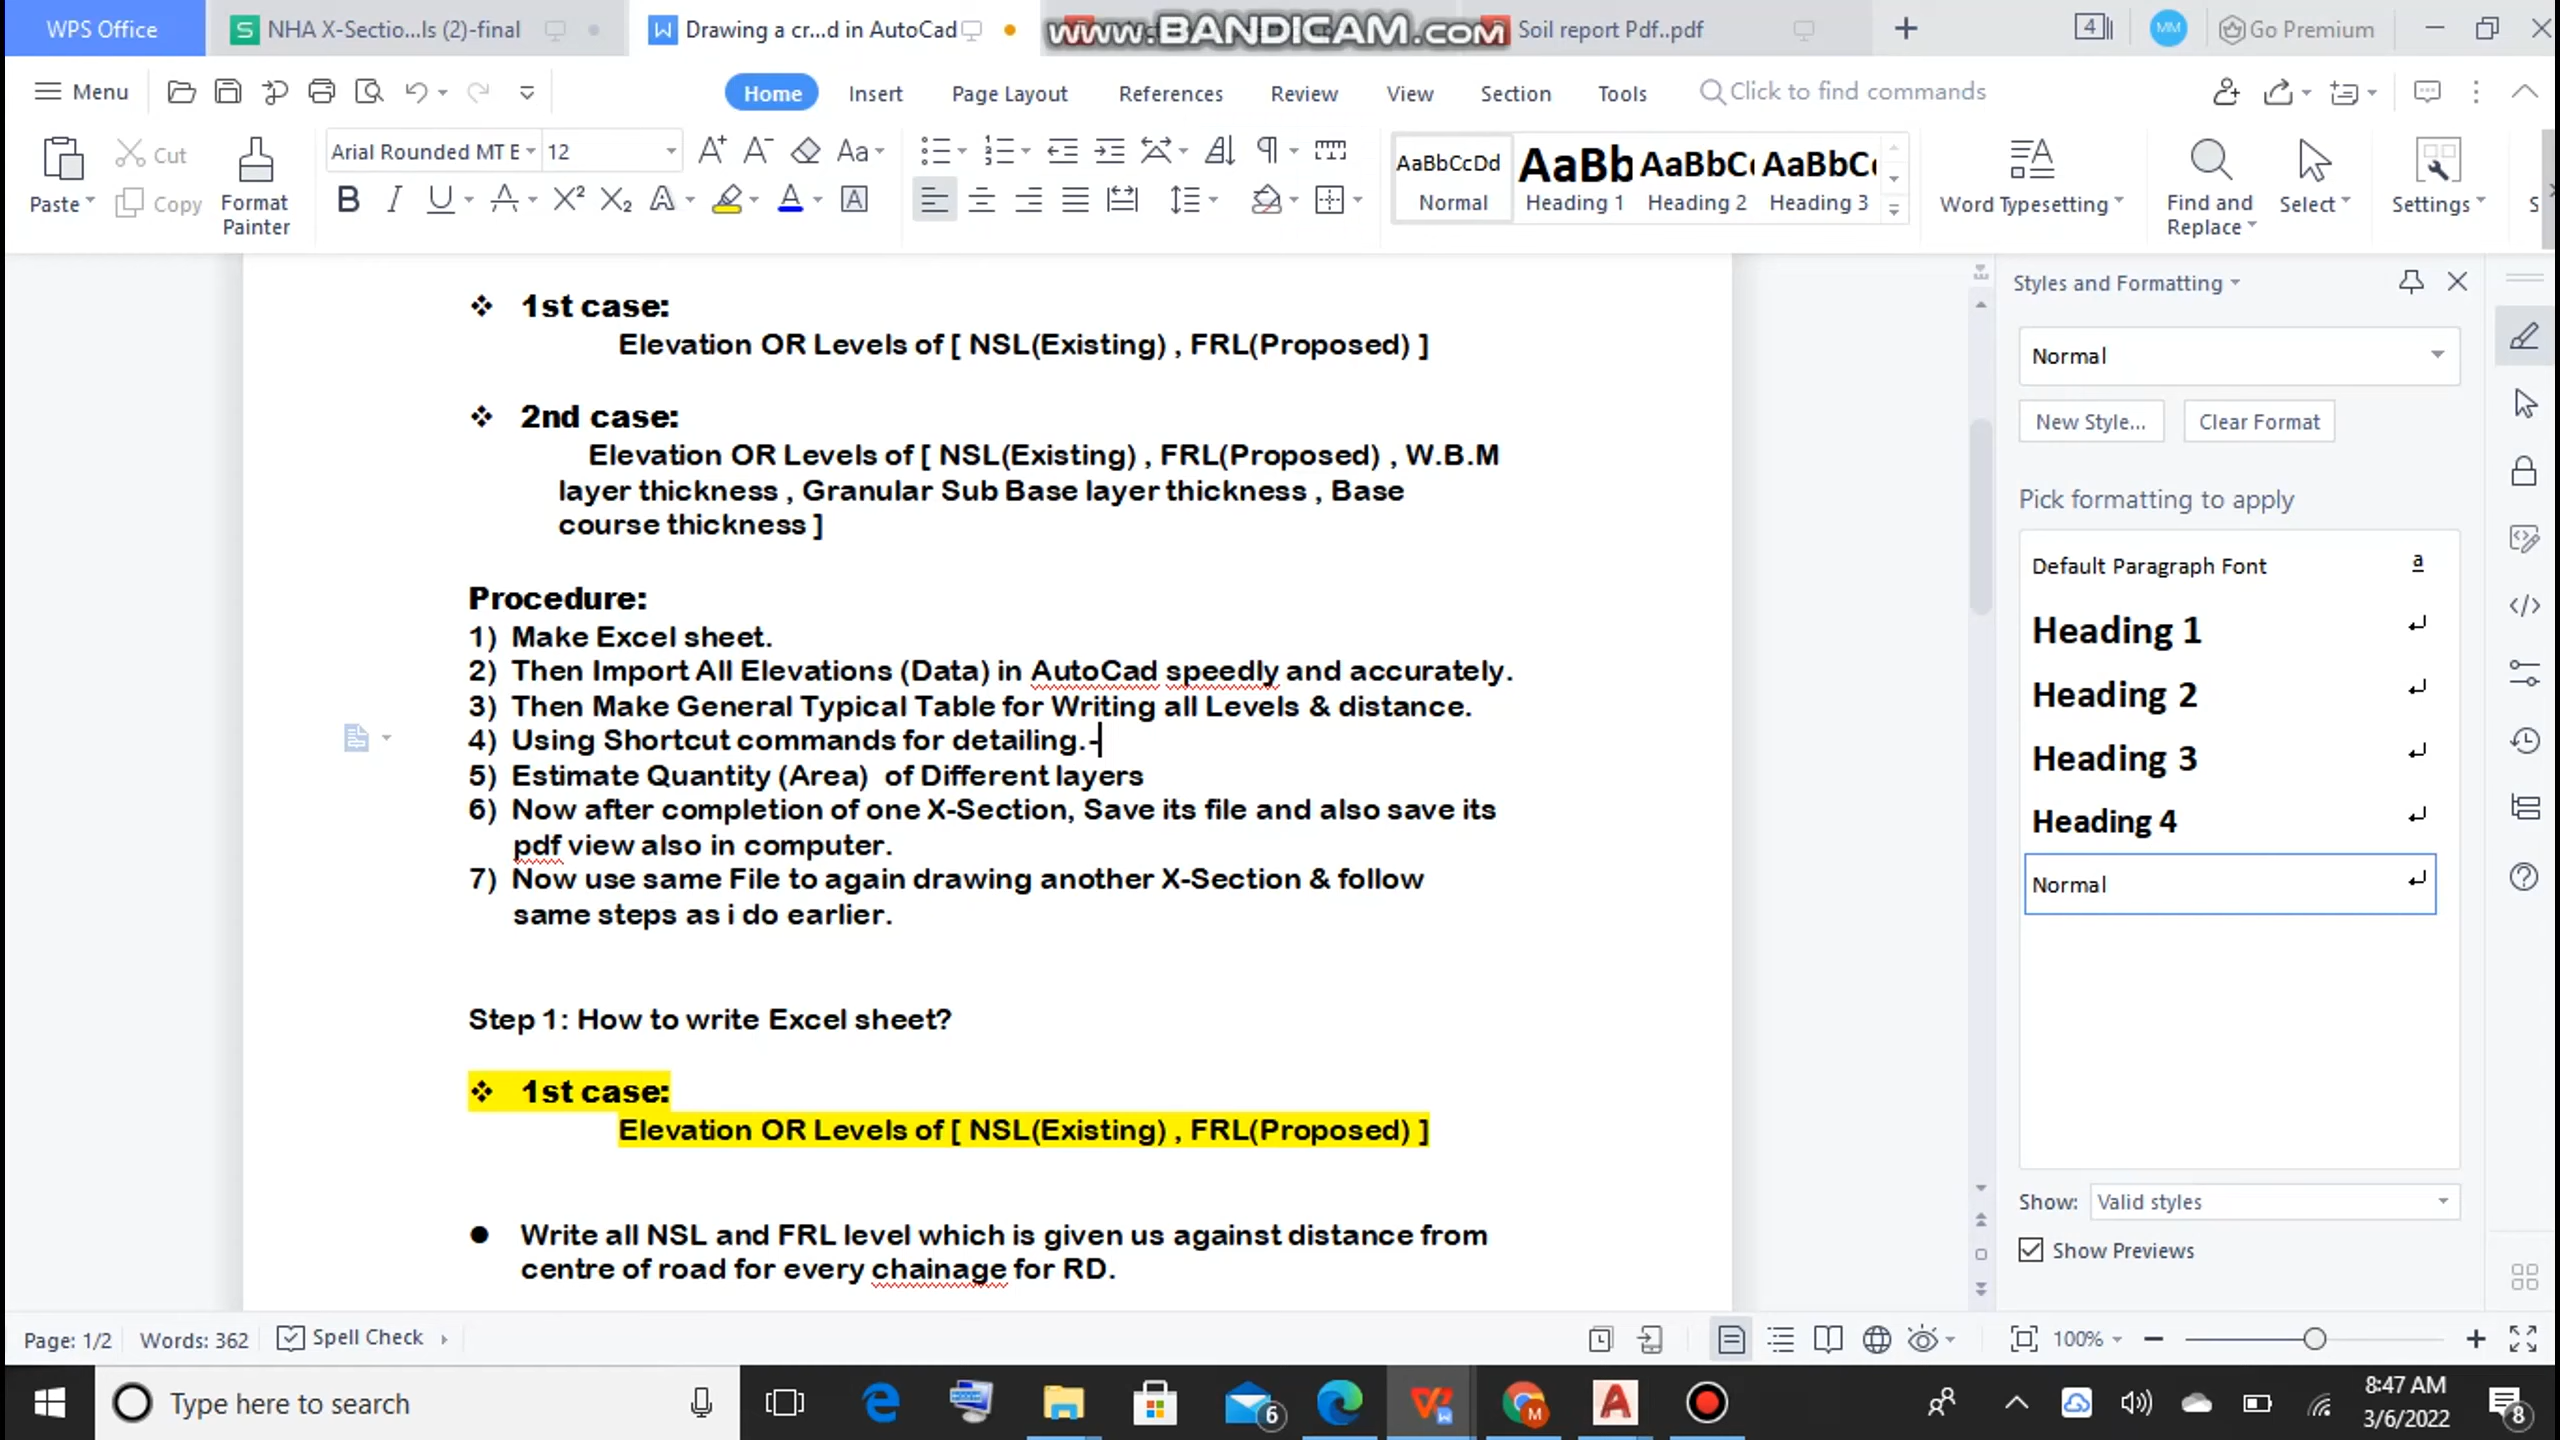 WPS Office
NHA X-Sectio...ls (2)-final
Drawing a cr...d in AutoCad
www.BANDICAM.com
Soil report Pdf..pdf
4
MM
Go Premium
Menu
Home
Insert
Page Layout
References
Review
View
Section
Tools
Click to find commands
Paste
Cut
Copy
Format Painter
Arial Rounded MT B
12
AaBbCcDd
Normal
AaBb
Heading 1
AaBbC
Heading 2
AaBbC
Heading 3
Word Typesetting
Find and Replace
Select
Settings
S
❖ 1st case:
Elevation OR Levels of [ NSL(Existing) , FRL(Proposed) ]
❖ 2nd case:
Elevation OR Levels of [ NSL(Existing) , FRL(Proposed) , W.B.M
layer thickness , Granular Sub Base layer thickness , Base
course thickness ]
Procedure:
1) Make Excel sheet.
2) Then Import All Elevations (Data) in AutoCad speedly and accurately.
3) Then Make General Typical Table for Writing all Levels & distance.
4) Using Shortcut commands for detailing.-
5) Estimate Quantity (Area) of Different layers
6) Now after completion of one X-Section, Save its file and also save its
pdf view also in computer.
7) Now use same File to again drawing another X-Section & follow
same steps as i do earlier.
Step 1: How to write Excel sheet?
❖ 1st case:
Elevation OR Levels of [ NSL(Existing) , FRL(Proposed) ]
● Write all NSL and FRL level which is given us against distance from
centre of road for every chainage for RD.
Styles and Formatting
Normal
New Style...
Clear Format
Pick formatting to apply
Default Paragraph Font
a
Heading 1
Heading 2
Heading 3
Heading 4
Normal
Show: Valid styles
Show Previews
Page: 1/2
Words: 362
Spell Check
100%
Type here to search
6
M
8:47 AM
3/6/2022
8